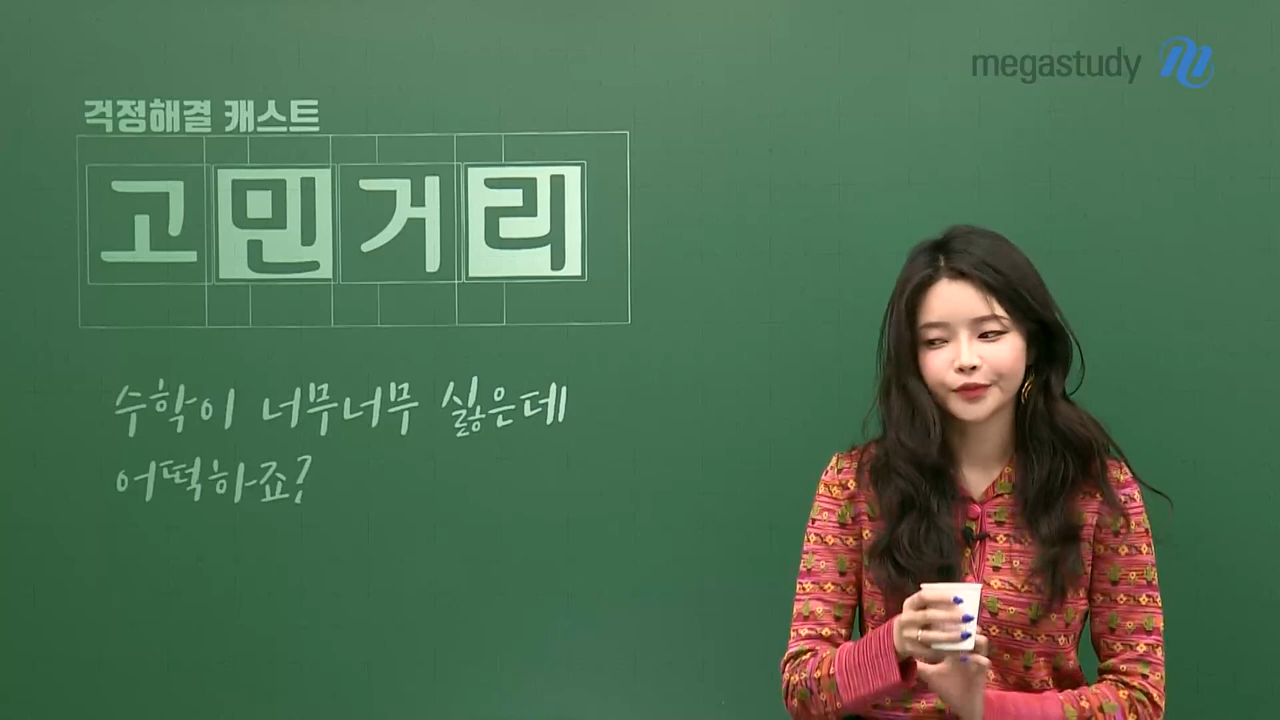 megastudy
걱정해결 캐스트
고민거리
수학이 너무너무 싫은데
어떡하죠?